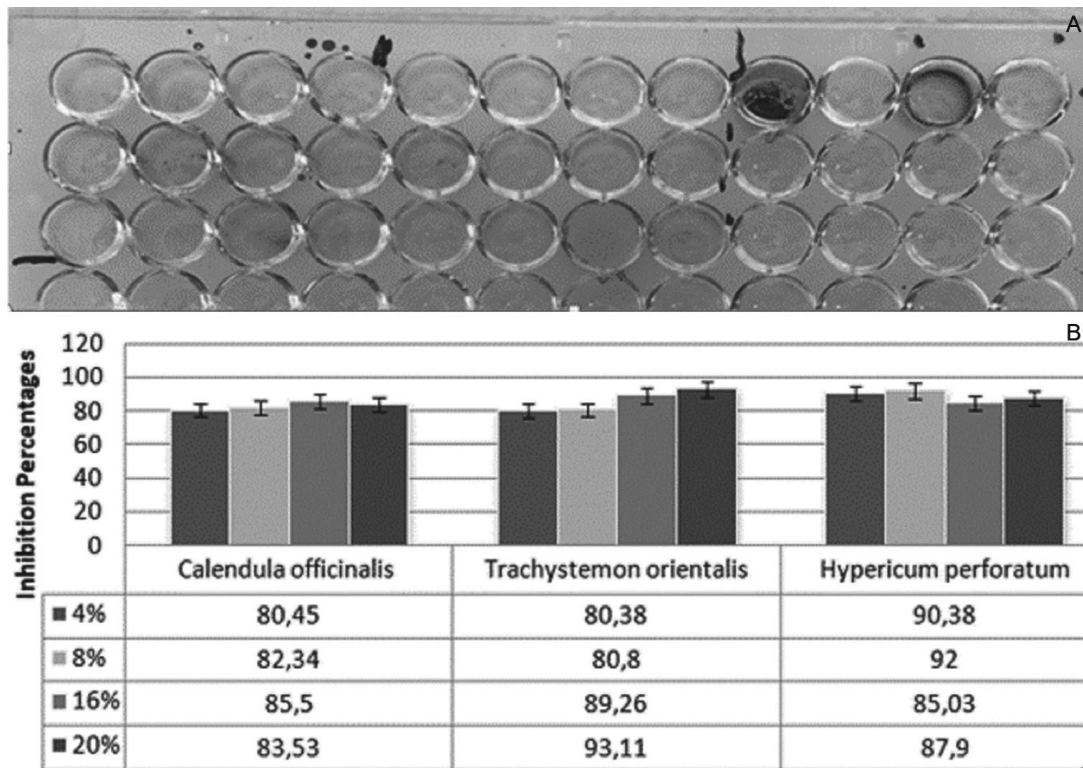 A
B
Inhibition Percentages
120
100
80
60
40
20
0
Calendula officinalis Trachystemon orientalis Hypericum perforatum
4% 80,45 80,38 90,38
8% 82,34 80,8 92
16% 85,5 89,26 85,03
20% 83,53 93,11 87,9